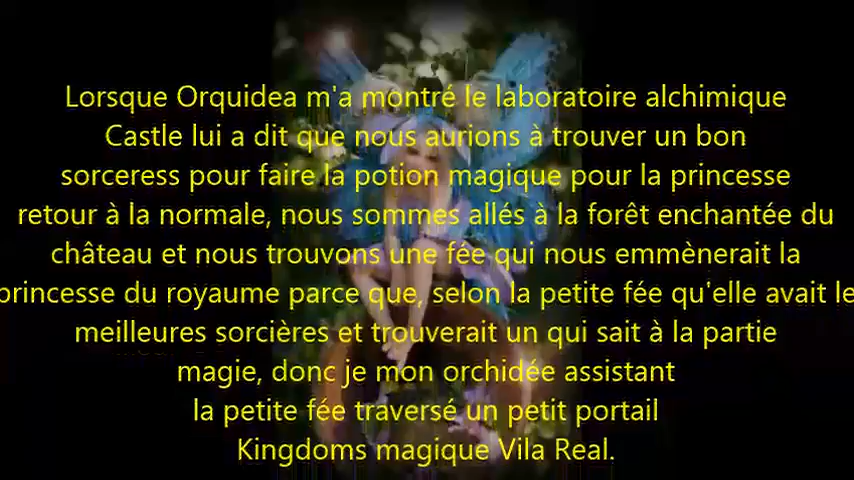 Lorsque Orquidea m'a montré le laboratoire alchimique
Castle lui a dit que nous aurions à trouver un bon
sorceress pour faire la potion magique pour la princesse
retour à la normale, nous sommes allés à la forêt enchantée du
château et nous trouvons une fée qui nous emmènerait la
princesse du royaume parce que, selon la petite fée qu'elle avait le
meilleures sorcières et trouverait un qui sait à la partie
magie, donc je mon orchidée assistant
la petite fée traversé un petit portail
Kingdoms magique Vila Real.